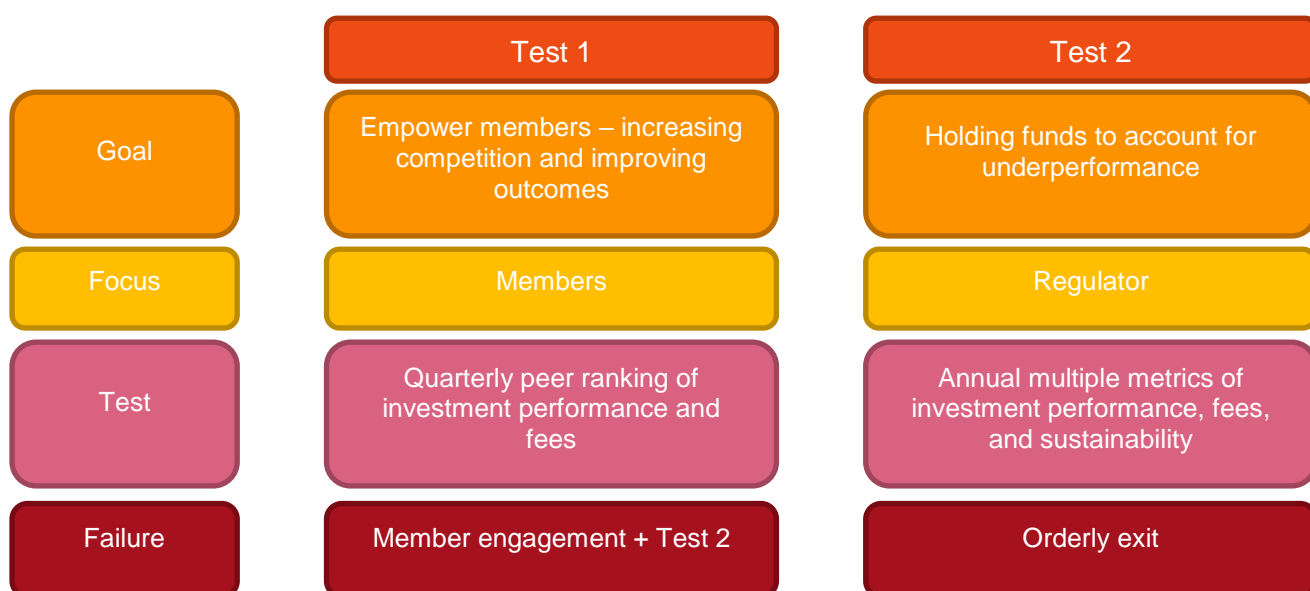 Test 1
Test 2
Goal
Empower members – increasing
competition and improving
outcomes
Holding funds to account for
underperformance
Focus
Members
Regulator
Test
Quarterly peer ranking of
investment performance and
fees
Annual multiple metrics of
investment performance, fees,
and sustainability
Failure
Member engagement + Test 2
Orderly exit